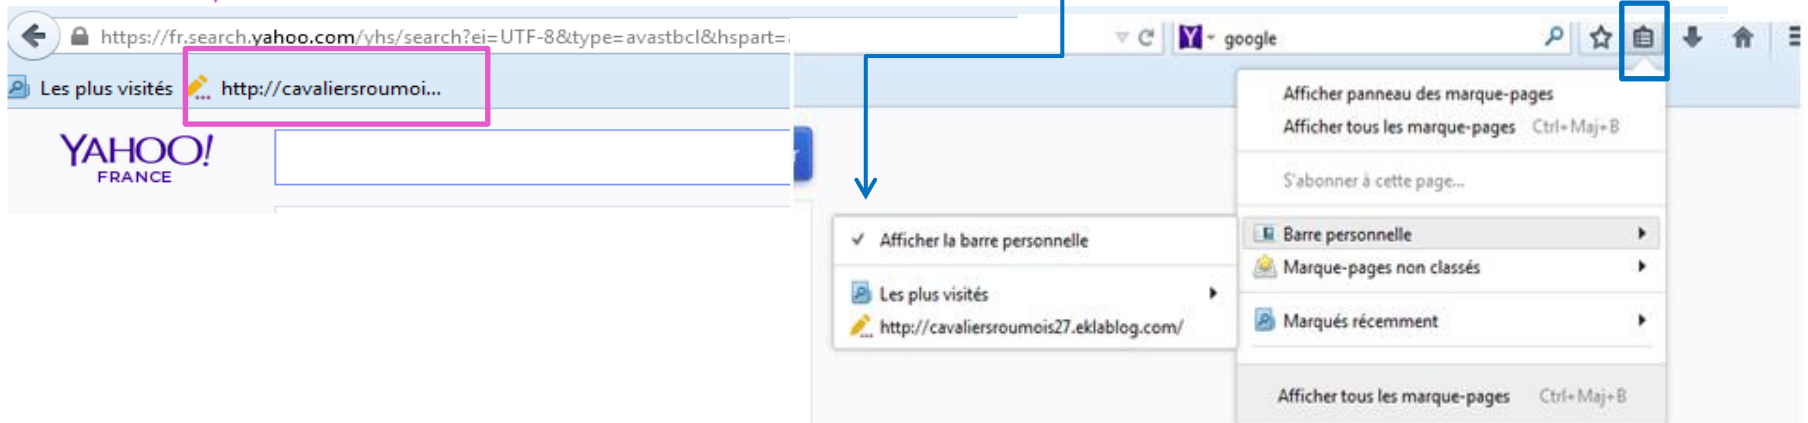 https://fr.search.yahoo.com/yhs/search?ei=UTF-8&type=avastbcl&hspart=
google
Les plus visités
http://cavaliersroumoi...
YAHOO!
FRANCE
Afficher panneau des marque-pages
Afficher tous les marque-pages Ctrl+Maj+B
S'abonner à cette page...
Barre personnelle
Marque-pages non classés
Marqués récemment
Afficher tous les marque-pages Ctrl+Maj+B
Afficher la barre personnelle
Les plus visités
http://cavaliersroumois27.eklablog.com/